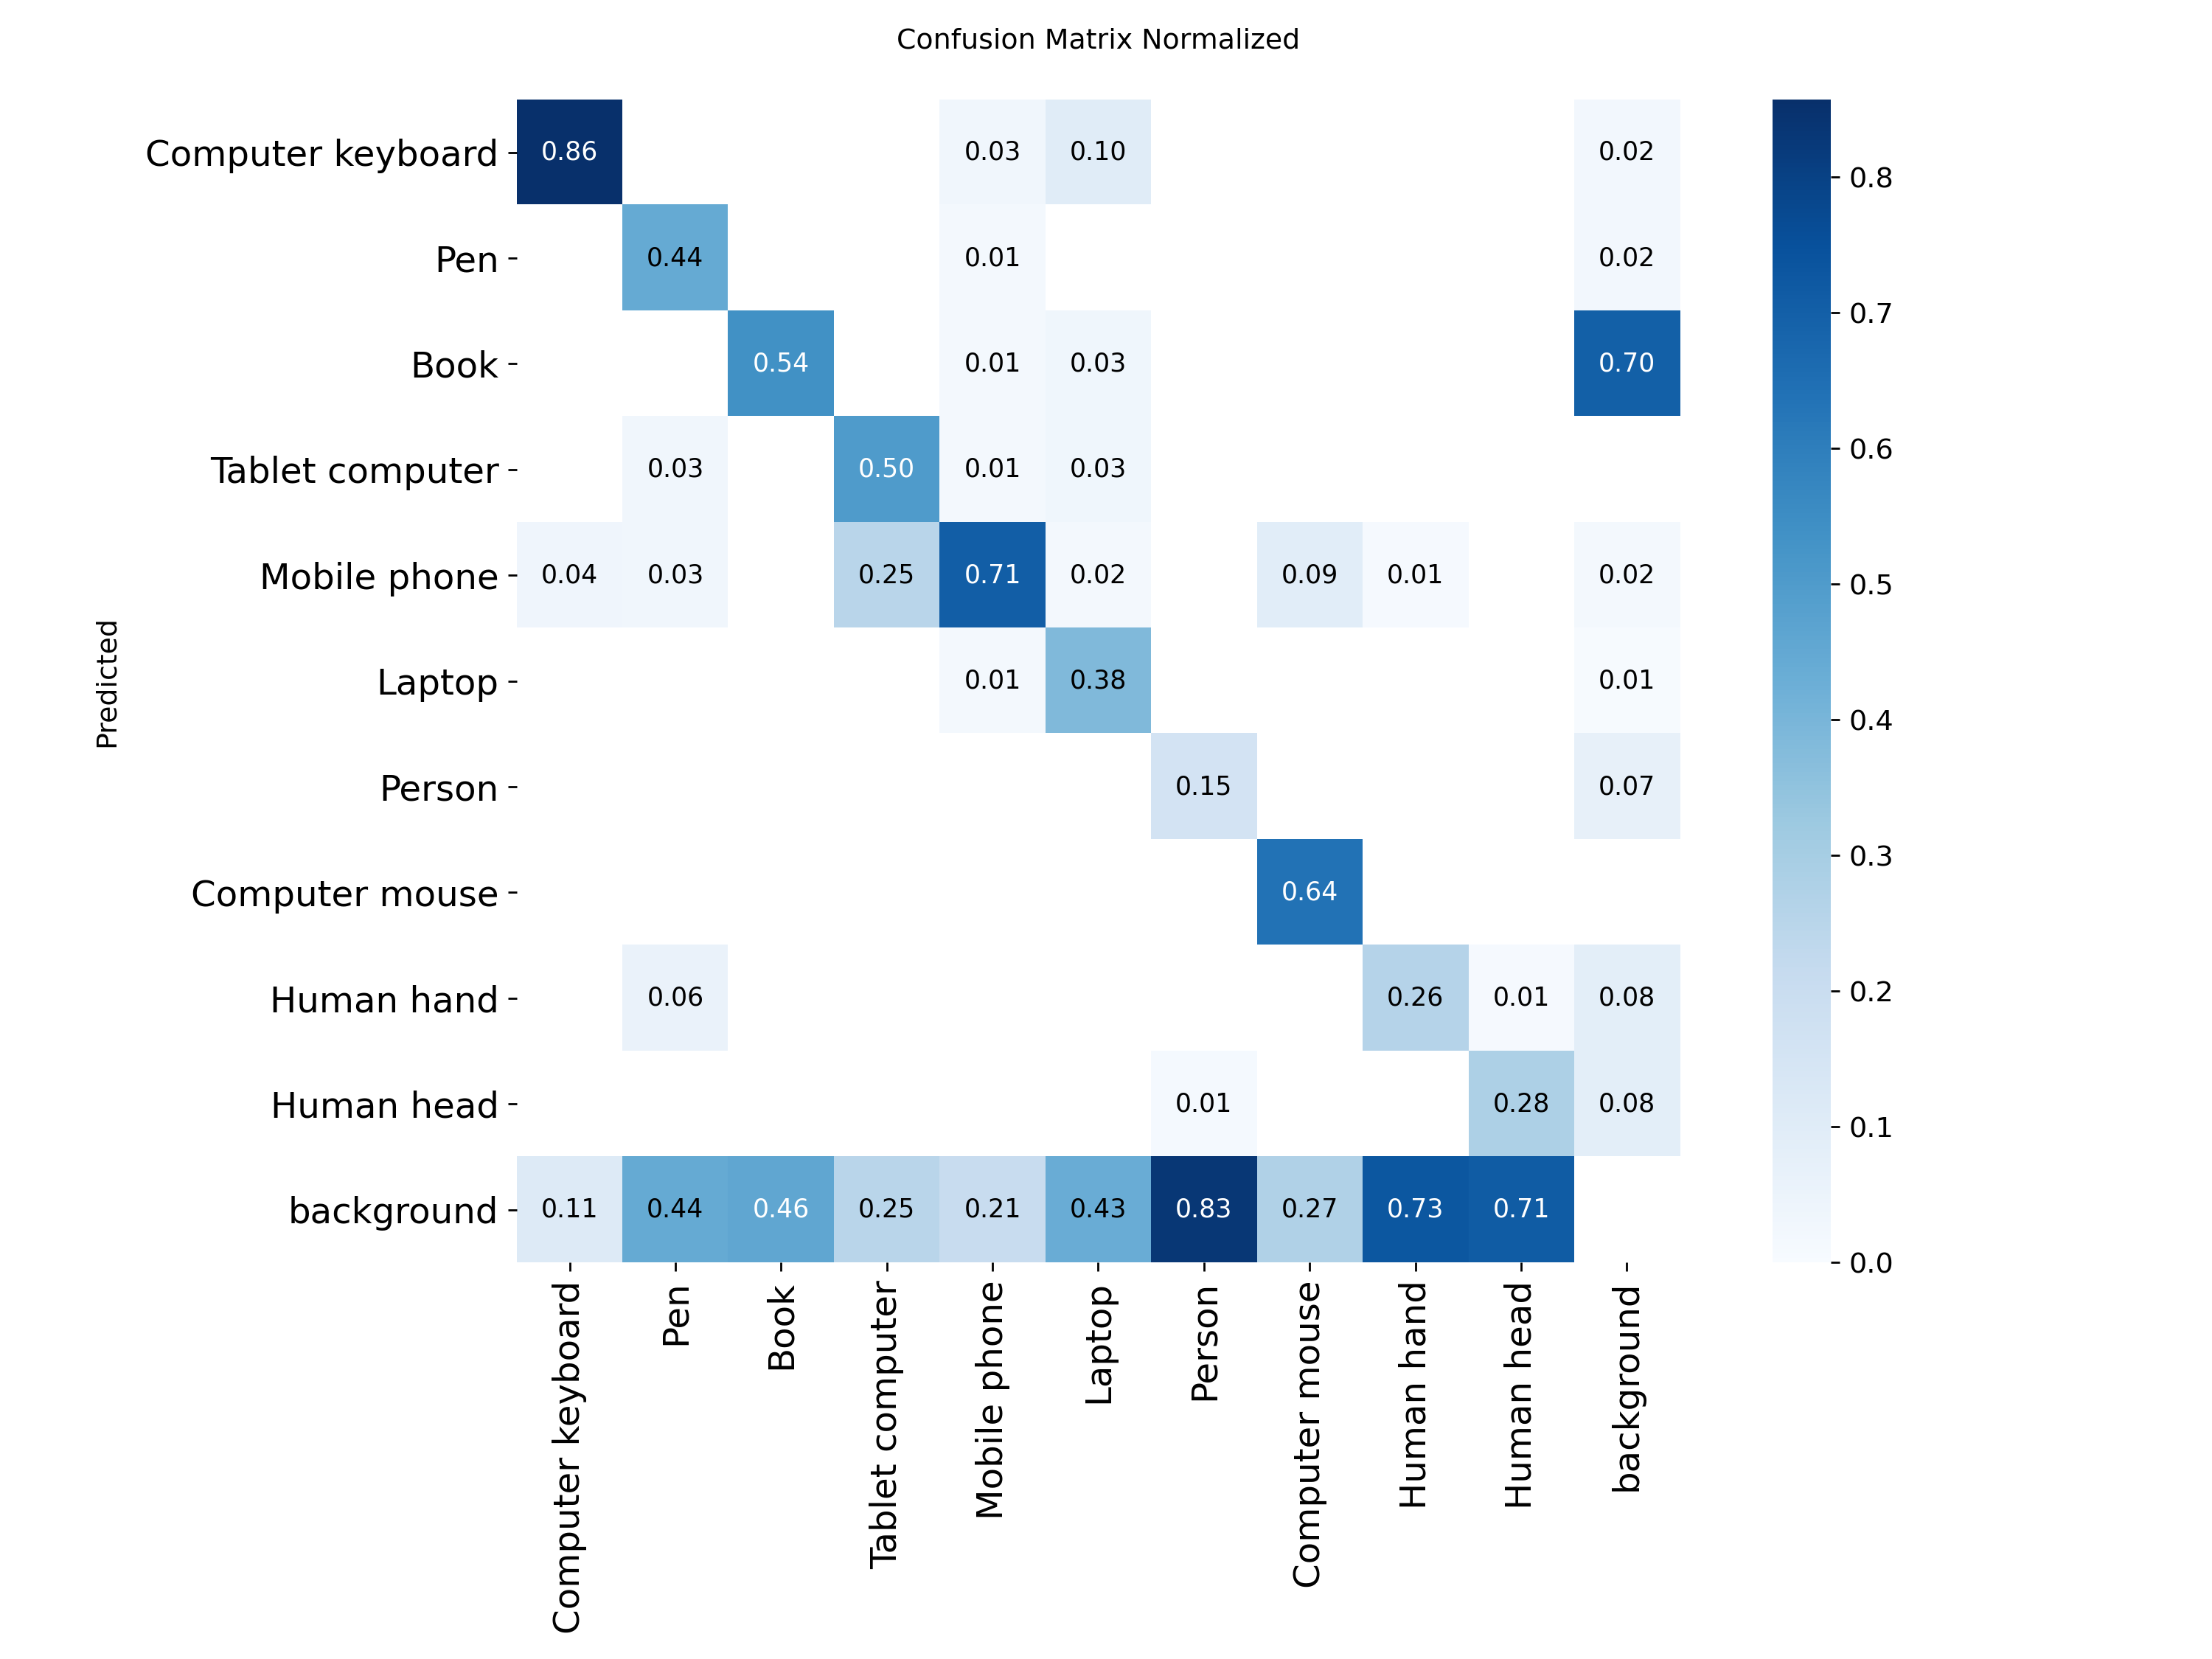 Confusion Matrix Normalized
Computer keyboard 0.86 0.03 0.10 0.02
Pen 0.44 0.01 0.02
Book 0.54 0.01 0.03 0.70
Tablet computer 0.03 0.50 0.01 0.03
Mobile phone 0.04 0.03 0.25 0.71 0.02 0.09 0.01 0.02
Laptop 0.01 0.38 0.01
Person 0.15 0.07
Computer mouse 0.64
Human hand 0.06 0.26 0.01 0.08
Human head 0.01 0.28 0.08
background 0.11 0.44 0.46 0.25 0.21 0.43 0.83 0.27 0.73 0.71
Predicted
Computer keyboard
Pen
Book
Tablet computer
Mobile phone
Laptop
Person
Computer mouse
Human hand
Human head
background
0.8
0.7
0.6
0.5
0.4
0.3
0.2
0.1
0.0